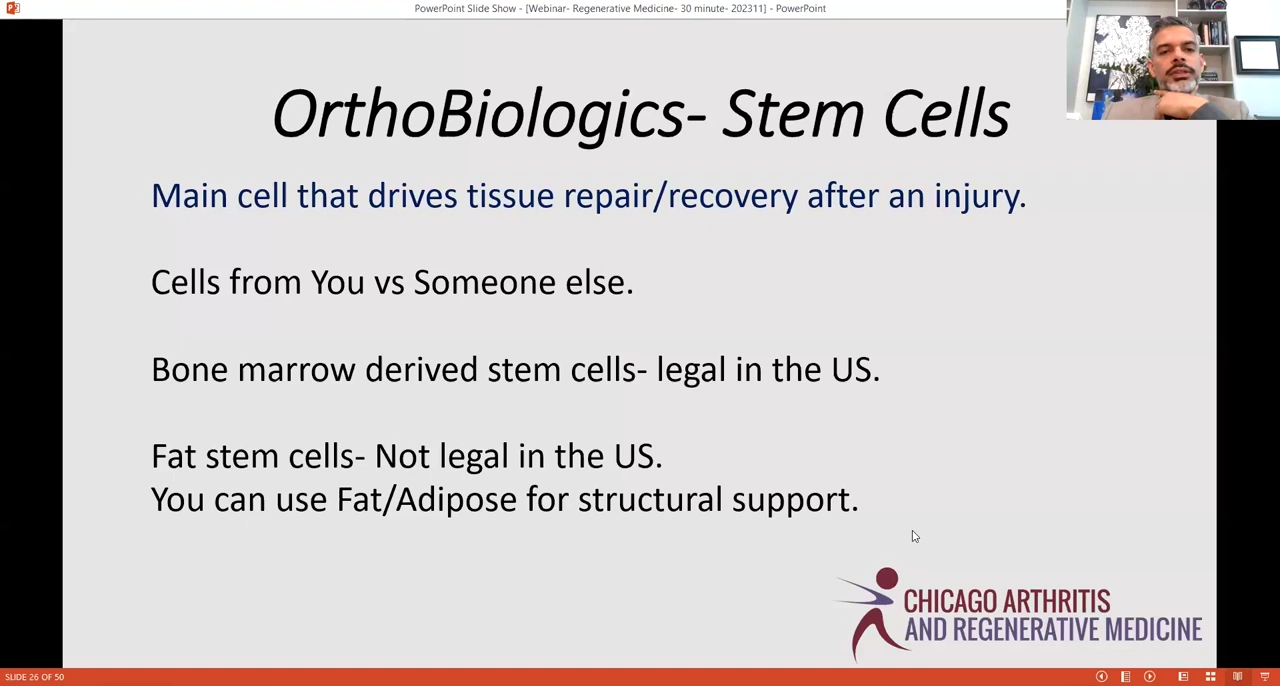 PowerPoint Slide Show - [Webinar- Regenerative Medicine- 30 minute- 202311] - PowerPoint
OrthoBiologics- Stem Cells
Main cell that drives tissue repair/recovery after an injury.
Cells from You vs Someone else.
Bone marrow derived stem cells- legal in the US.
Fat stem cells- Not legal in the US.
You can use Fat/Adipose for structural support.
CHICAGO ARTHRITIS
AND REGENERATIVE MEDICINE
SLIDE 26 OF 50